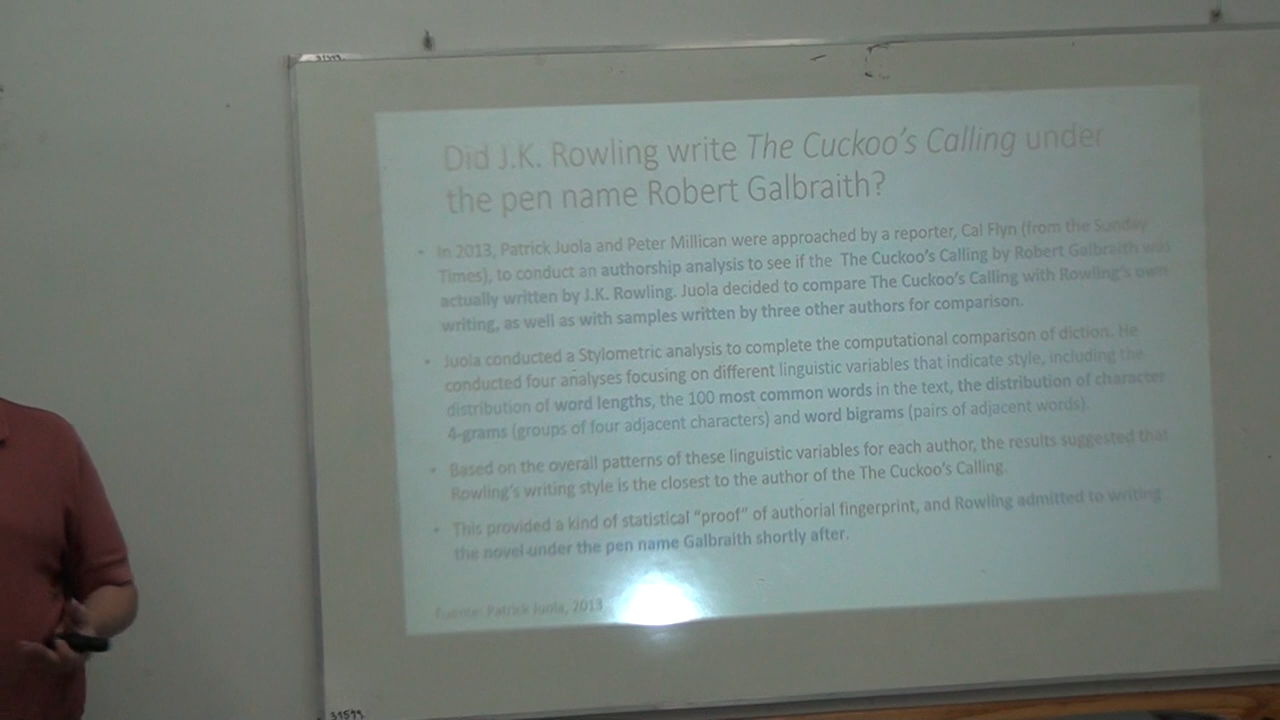 31599
Did J.K. Rowling write The Cuckoo's Calling under
the pen name Robert Galbraith?
• In 2013, Patrick Juola and Peter Millican were approached by a reporter, Cal Flyn (from the Sunday
Times), to conduct an authorship analysis to see if the The Cuckoo's Calling by Robert Galbraith was
actually written by J.K. Rowling. Juola decided to compare The Cuckoo's Calling with Rowling's own
writing, as well as with samples written by three other authors for comparison.
• Juola conducted a Stylometric analysis to complete the computational comparison of diction. He
conducted four analyses focusing on different linguistic variables that indicate style, including the
distribution of word lengths, the 100 most common words in the text, the distribution of character
4-grams (groups of four adjacent characters) and word bigrams (pairs of adjacent words).
• Based on the overall patterns of these linguistic variables for each author, the results suggested that
Rowling's writing style is the closest to the author of the The Cuckoo's Calling.
• This provided a kind of statistical "proof" of authorial fingerprint, and Rowling admitted to writing
the novel under the pen name Galbraith shortly after.
Fuente: Patrick Juola, 2013
31599